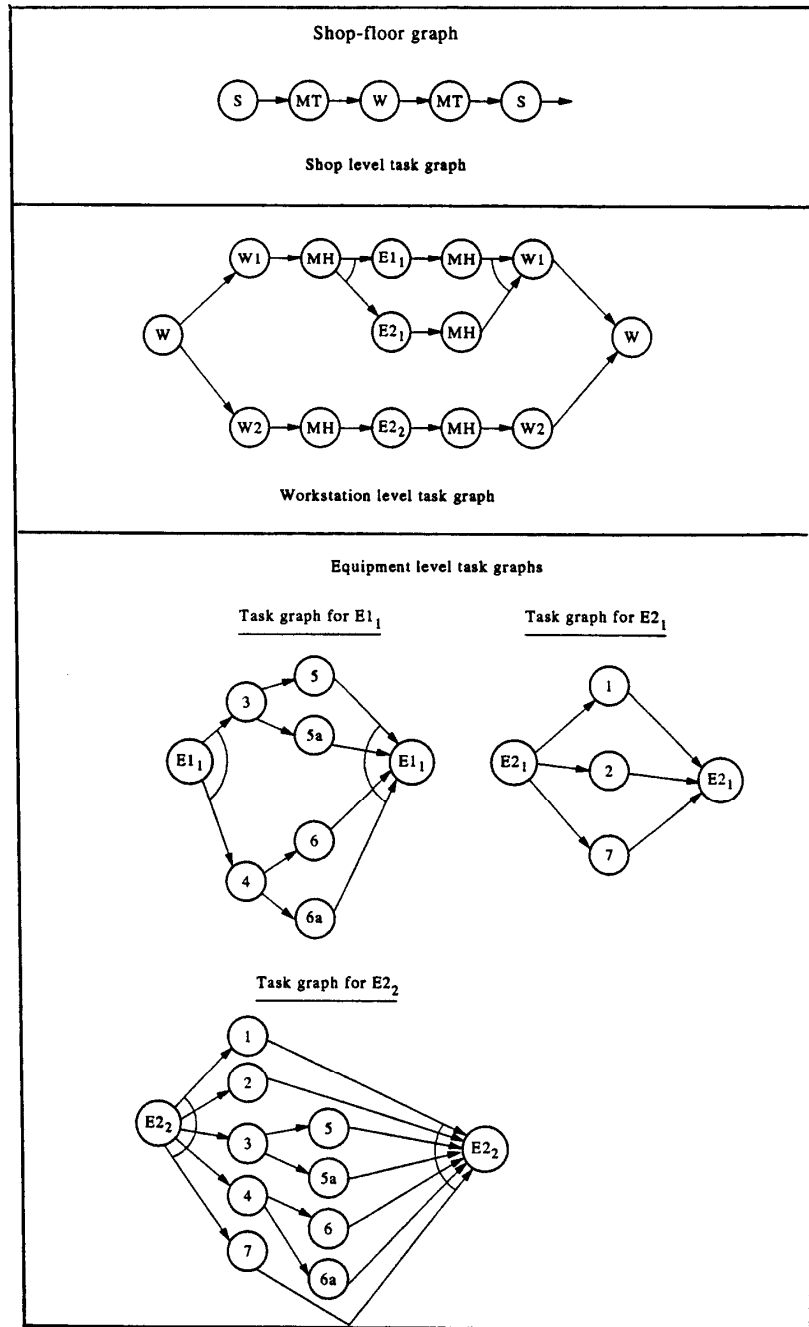 Shop-floor graph
S MT W MT S
Shop level task graph
W1 MH E1₁ MH W1
E2₁ MH
W W
W2 MH E2₂ MH W2
Workstation level task graph
Equipment level task graphs
Task graph for E1₁
5
3
5a
E1₁ E1₁
6
4
6a
Task graph for E2₁
1
E2₁ 2 E2₁
7
Task graph for E2₂
1
2
E2₂
3 5
E2₂
5a
4
6
7
6a